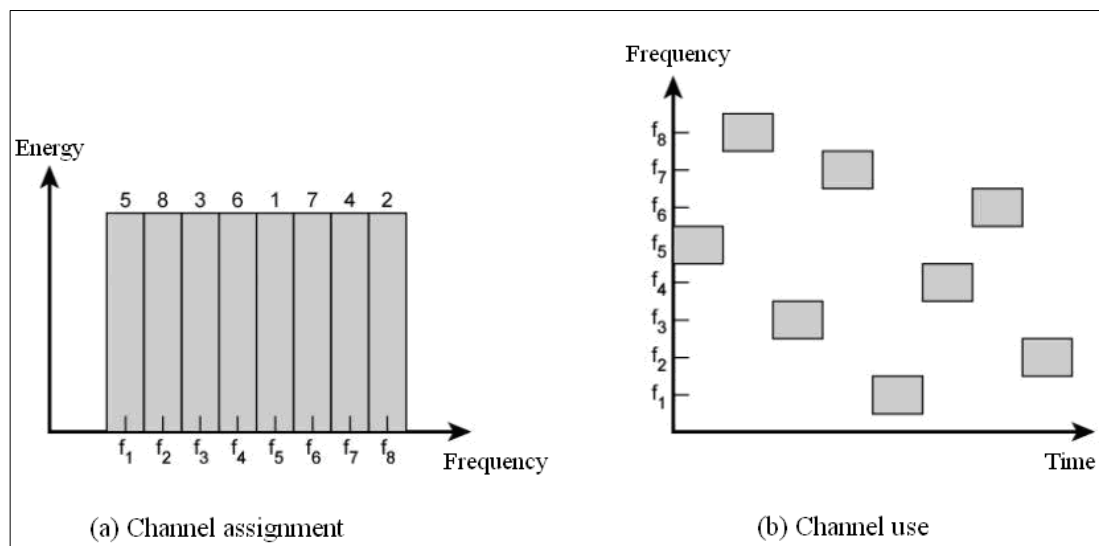 Energy
5 8 3 6 1 7 4 2
f1 f2 f3 f4 f5 f6 f7 f8
Frequency
(a) Channel assignment
Frequency
f8
f7
f6
f5
f4
f3
f2
f1
Time
(b) Channel use